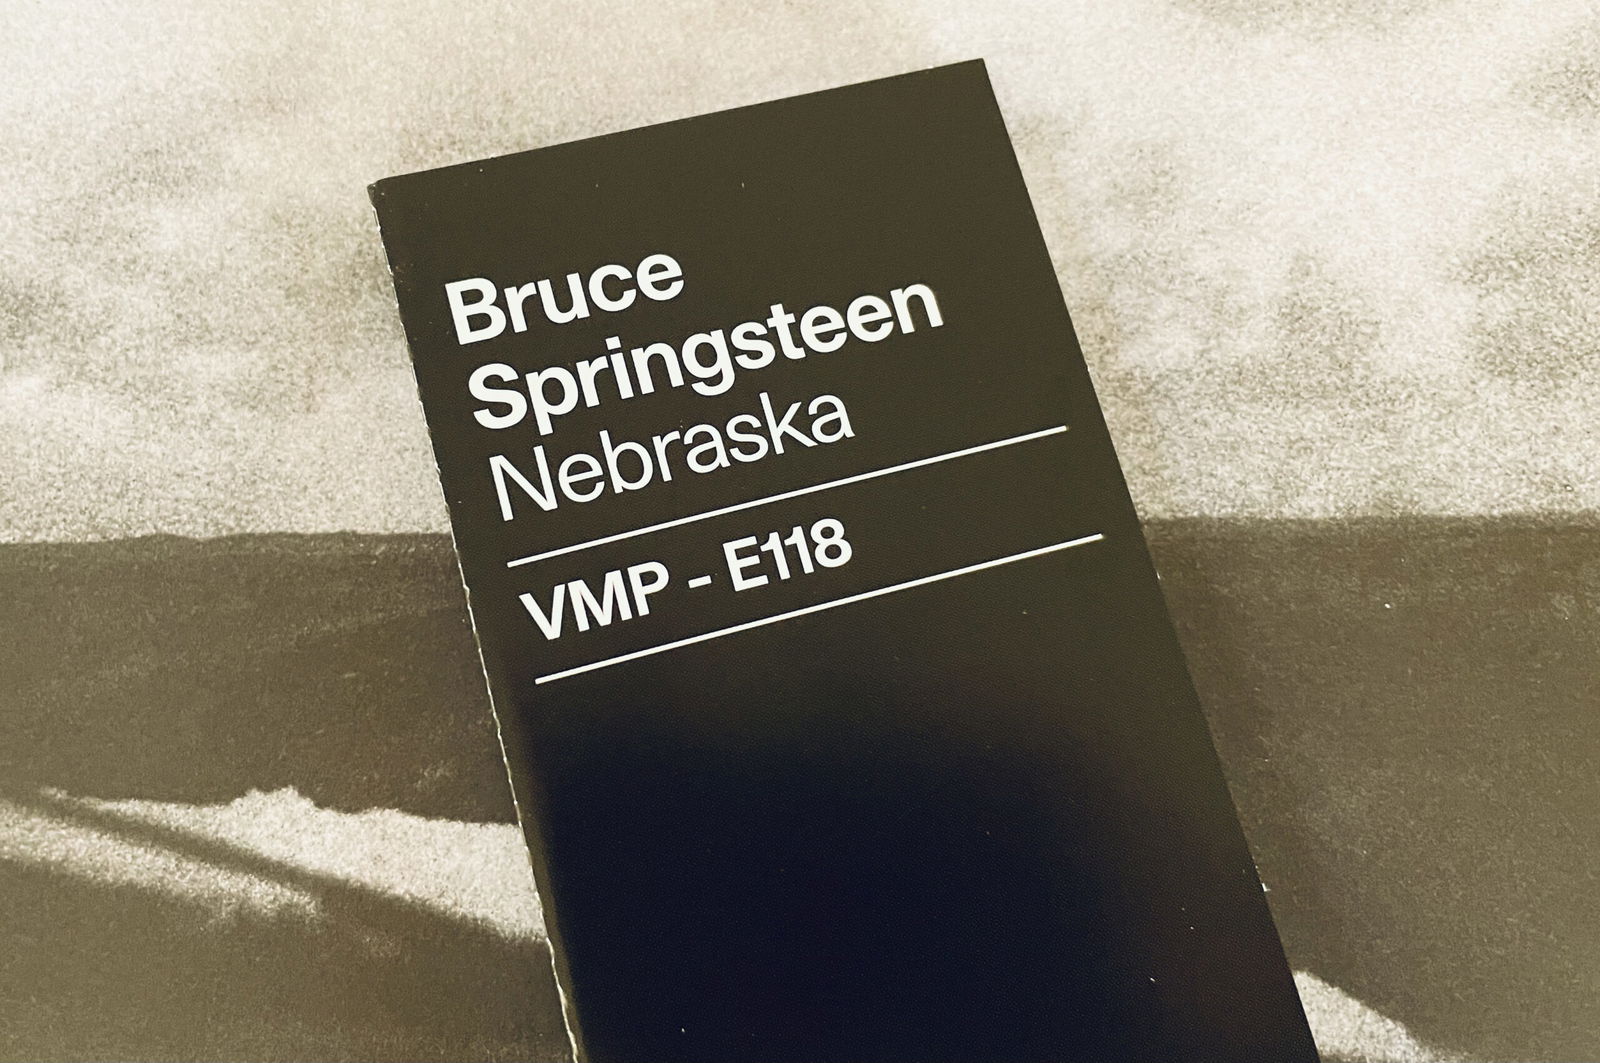 Bruce
Springsteen
Nebraska
VMP - E118